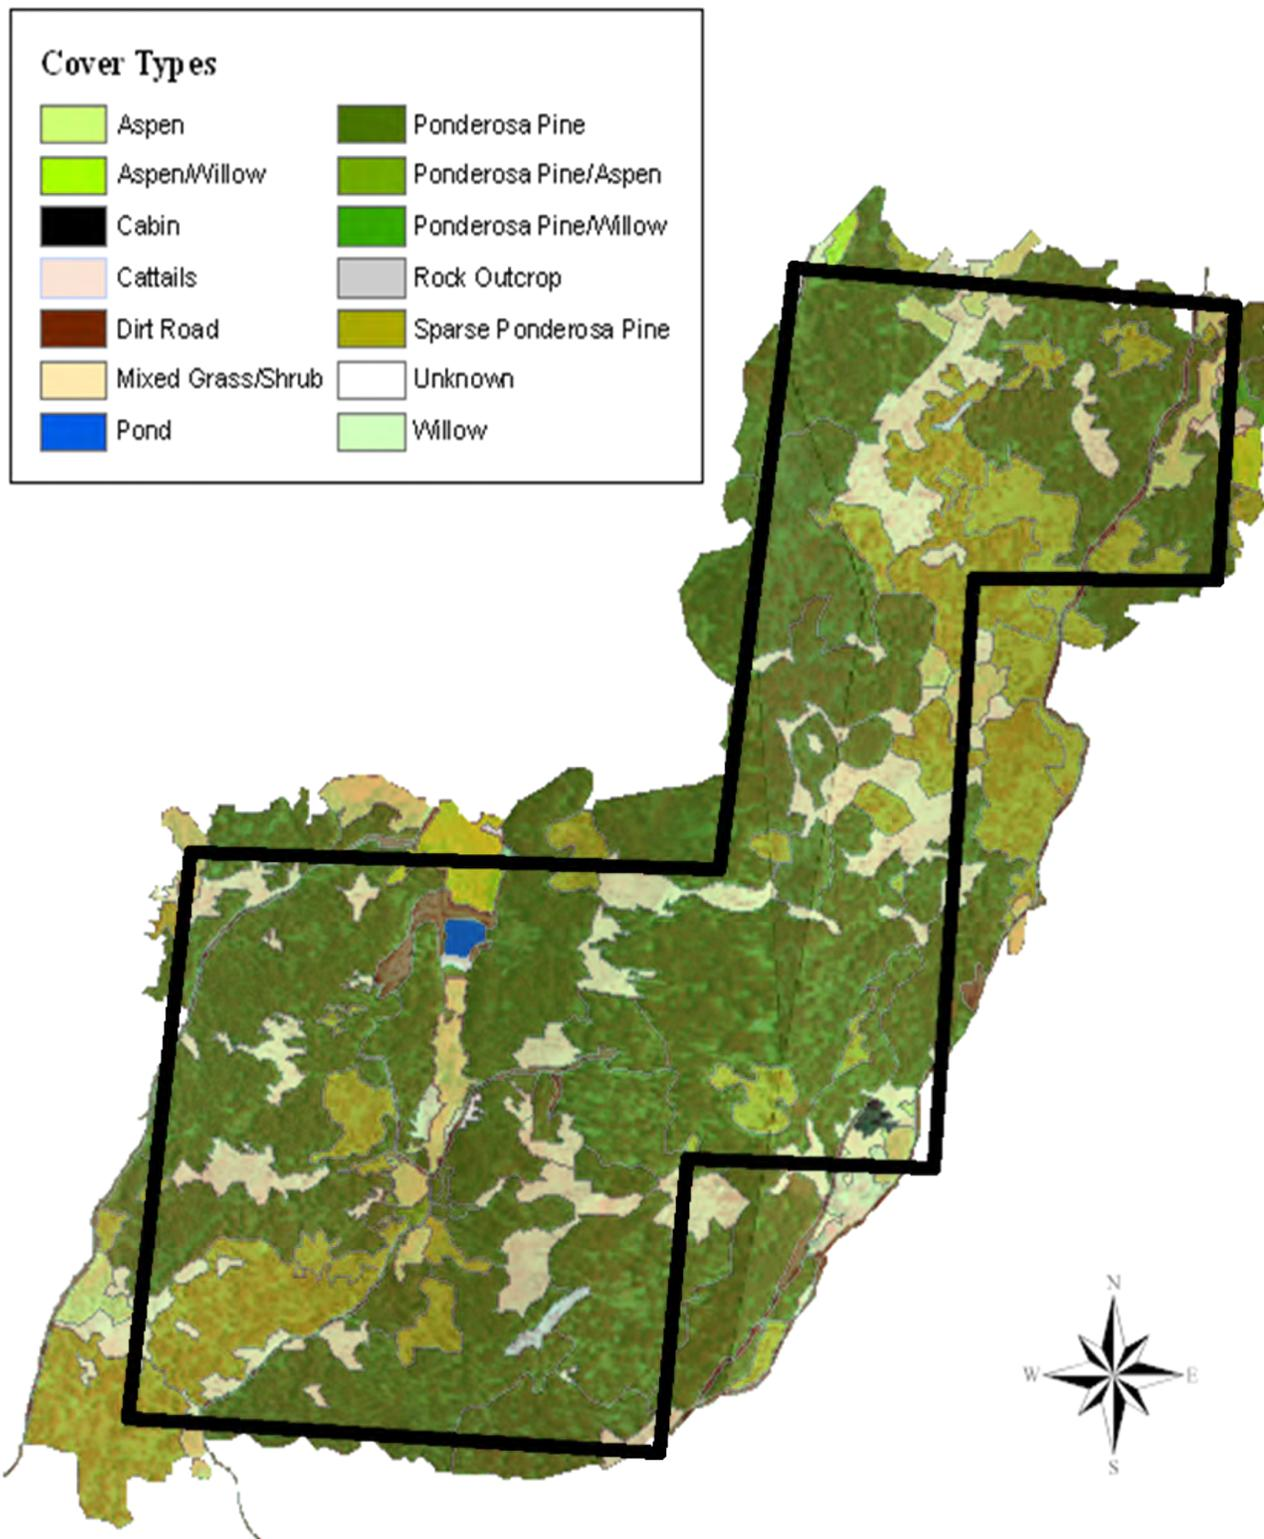 Cover Types
Aspen
Aspen/Willow
Cabin
Cattails
Dirt Road
Mixed Grass/Shrub
Pond
Ponderosa Pine
Ponderosa Pine/Aspen
Ponderosa Pine/Willow
Rock Outcrop
Sparse Ponderosa Pine
Unknown
Willow
N
W E
S